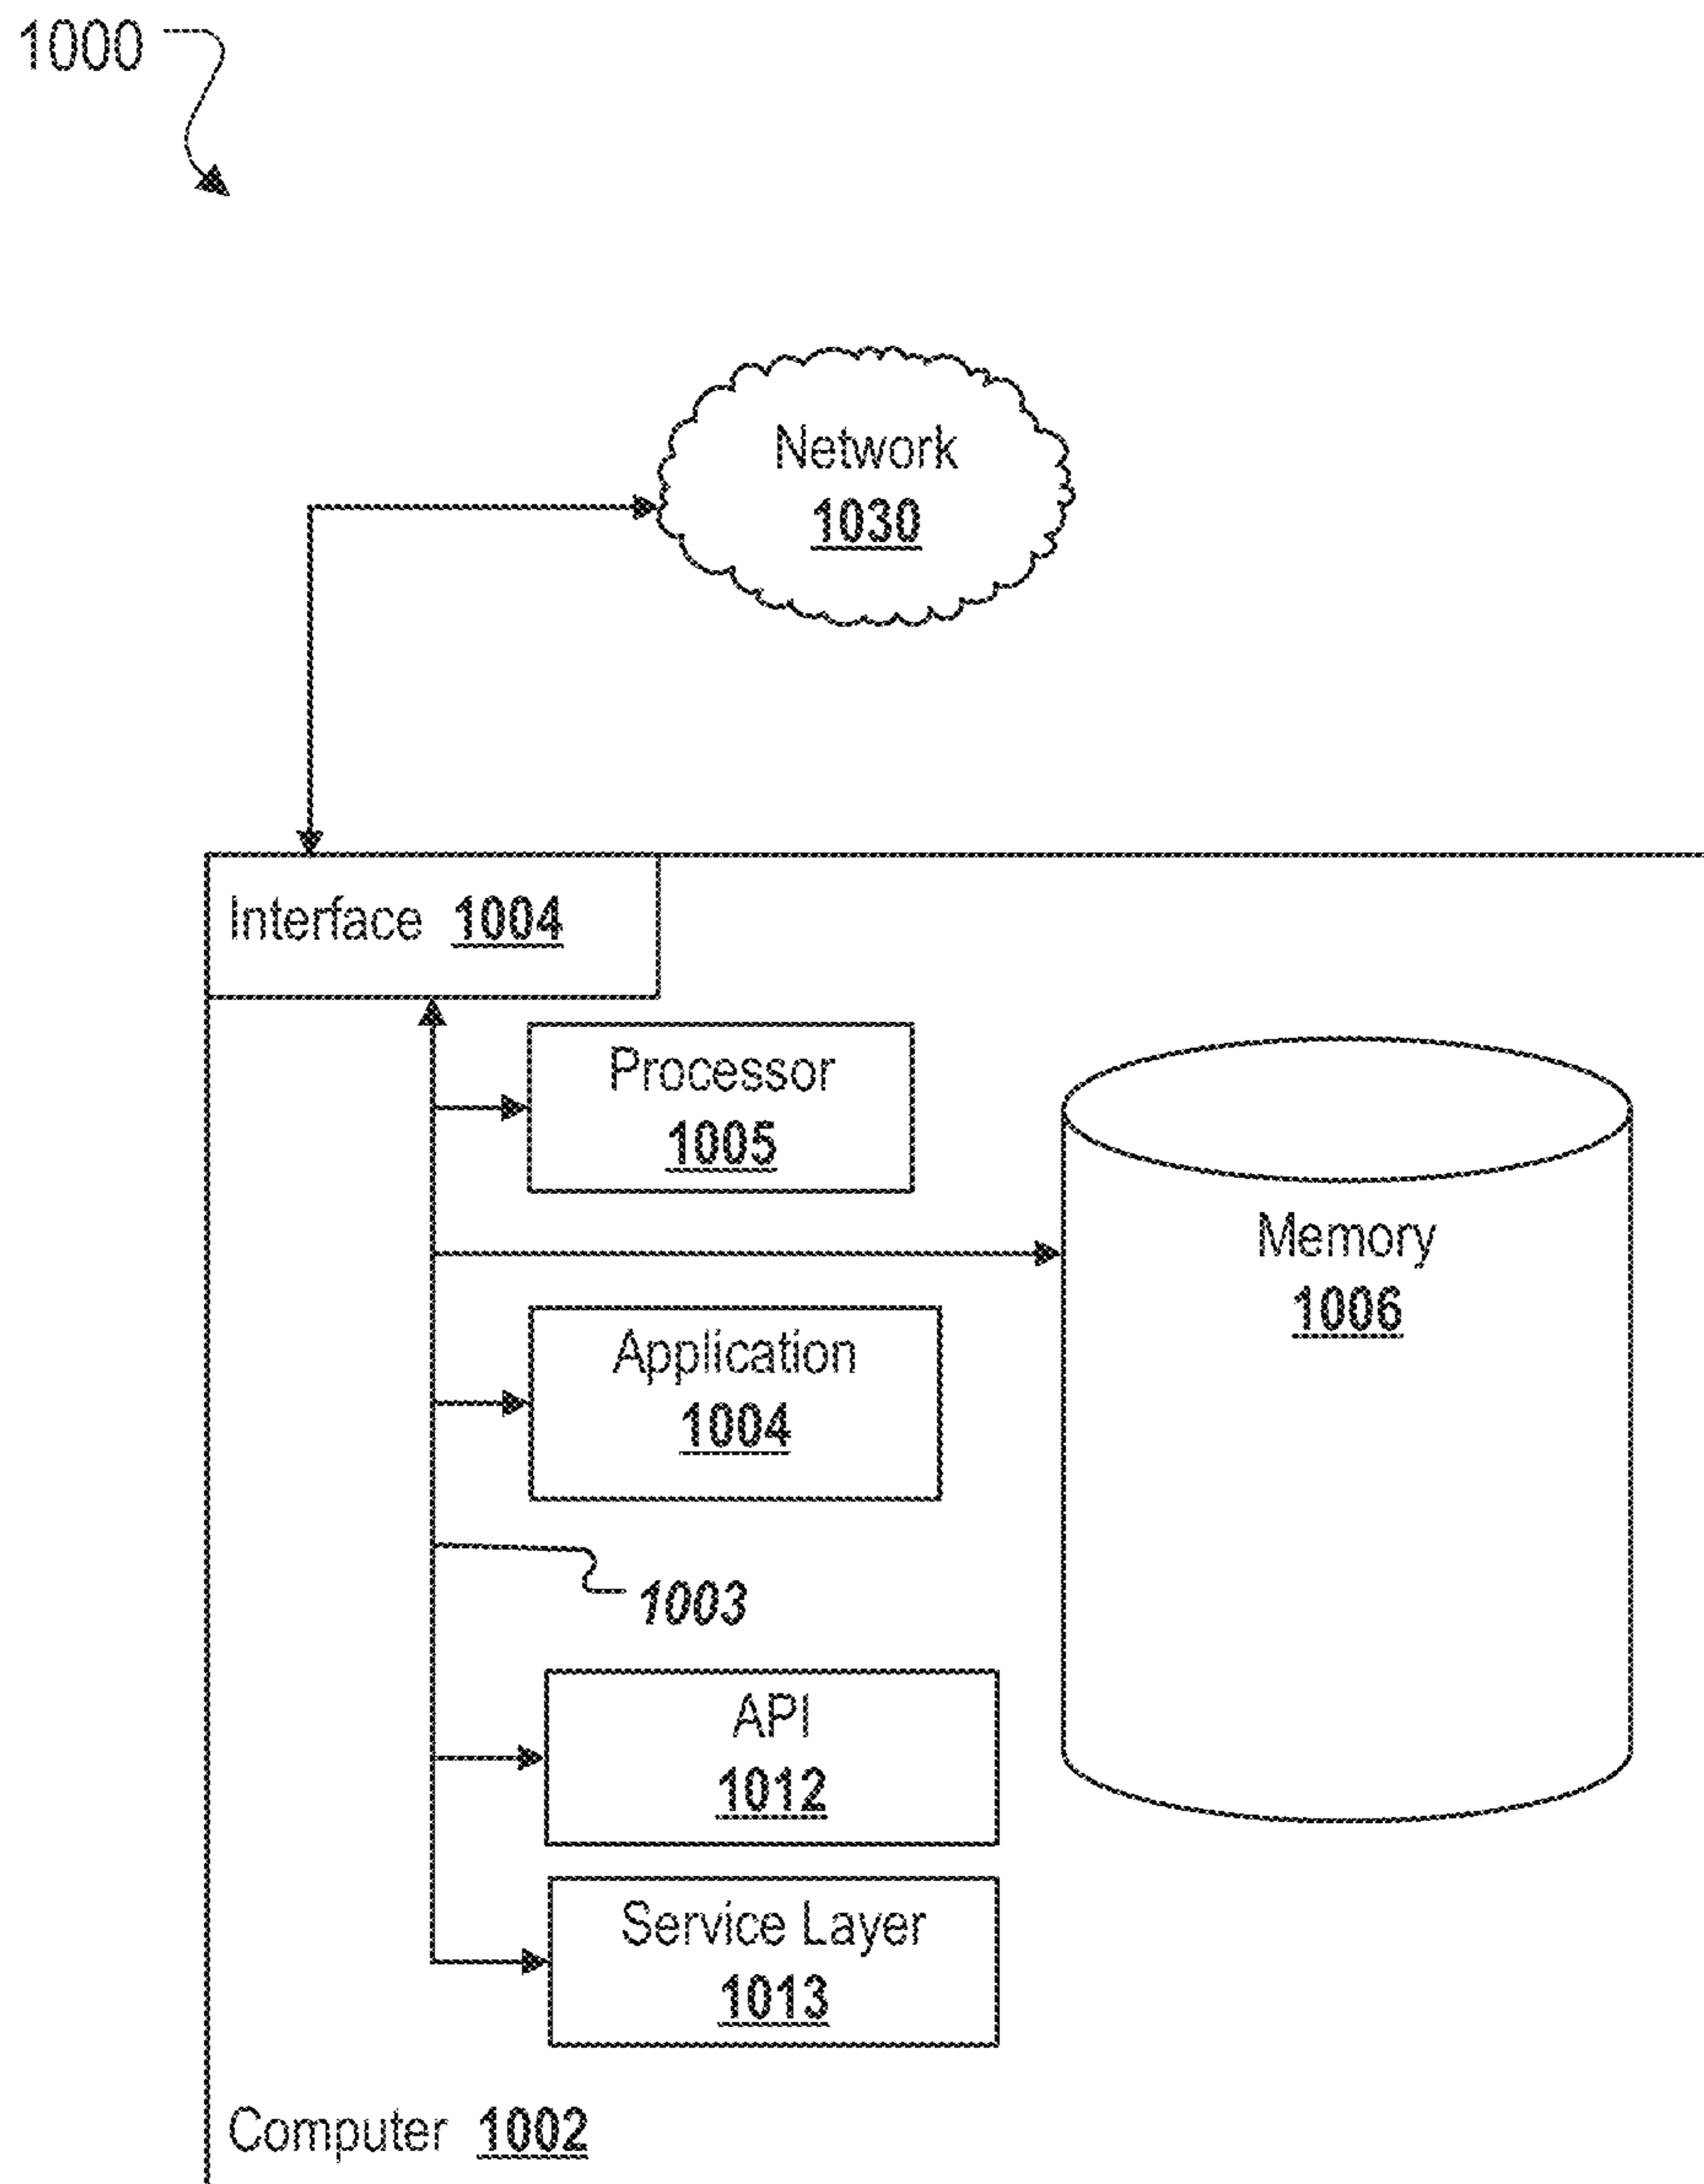 1000
Network
1030
Interface 1004
Processor
1005
Memory
1006
Application
1004
1003
API
1012
Service Layer
1013
Computer 1002